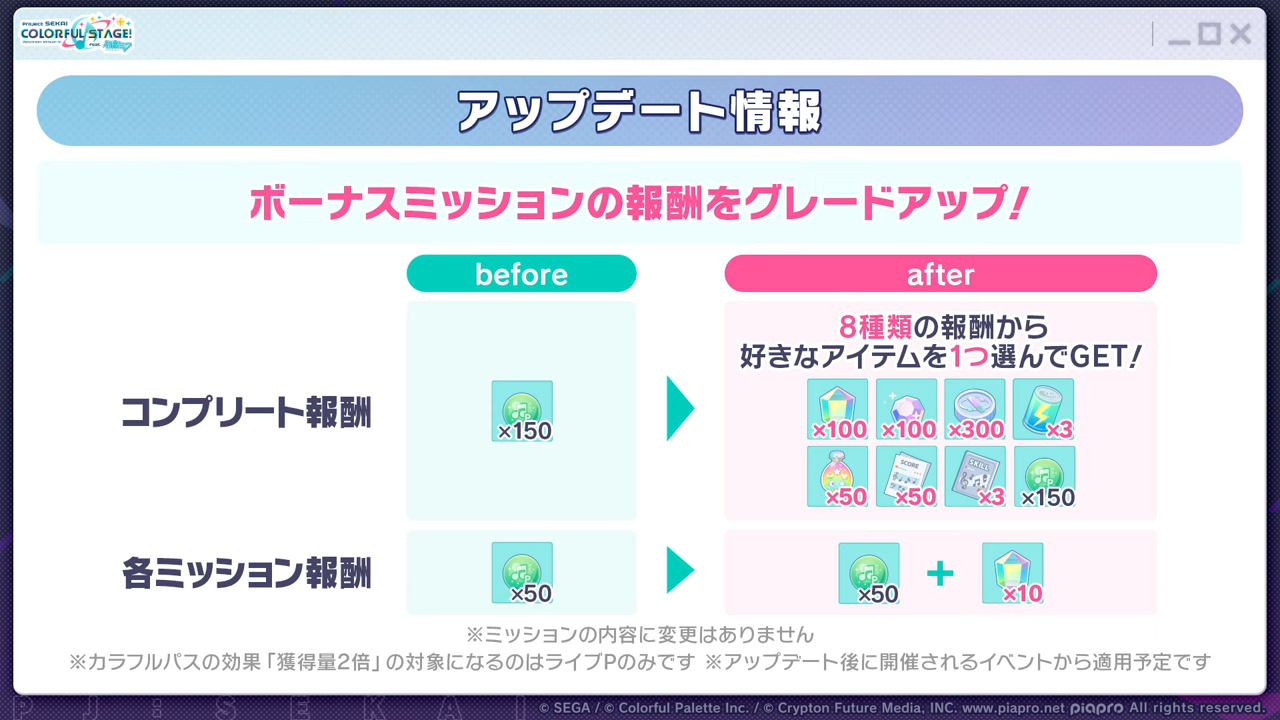 Project SEKAI
COLORFUL STAGE!
feat. 初音ミク
アップデート情報
ボーナスミッションの報酬をグレードアップ!
before
after
コンプリート報酬
×150
8種類の報酬から
好きなアイテムを1つ選んでGET!
×100 ×100 ×300 ×3
SCORE SKILL
×50 ×50 ×3 ×150
各ミッション報酬
×50
×50 + ×10
※ミッションの内容に変更はありません
※カラフルパスの効果「獲得量2倍」の対象になるのはライブPのみです ※アップデート後に開催されるイベントから適用予定です
© SEGA / © Colorful Palette Inc. / © Crypton Future Media, INC. www.piapro.net piapro All rights reserved.